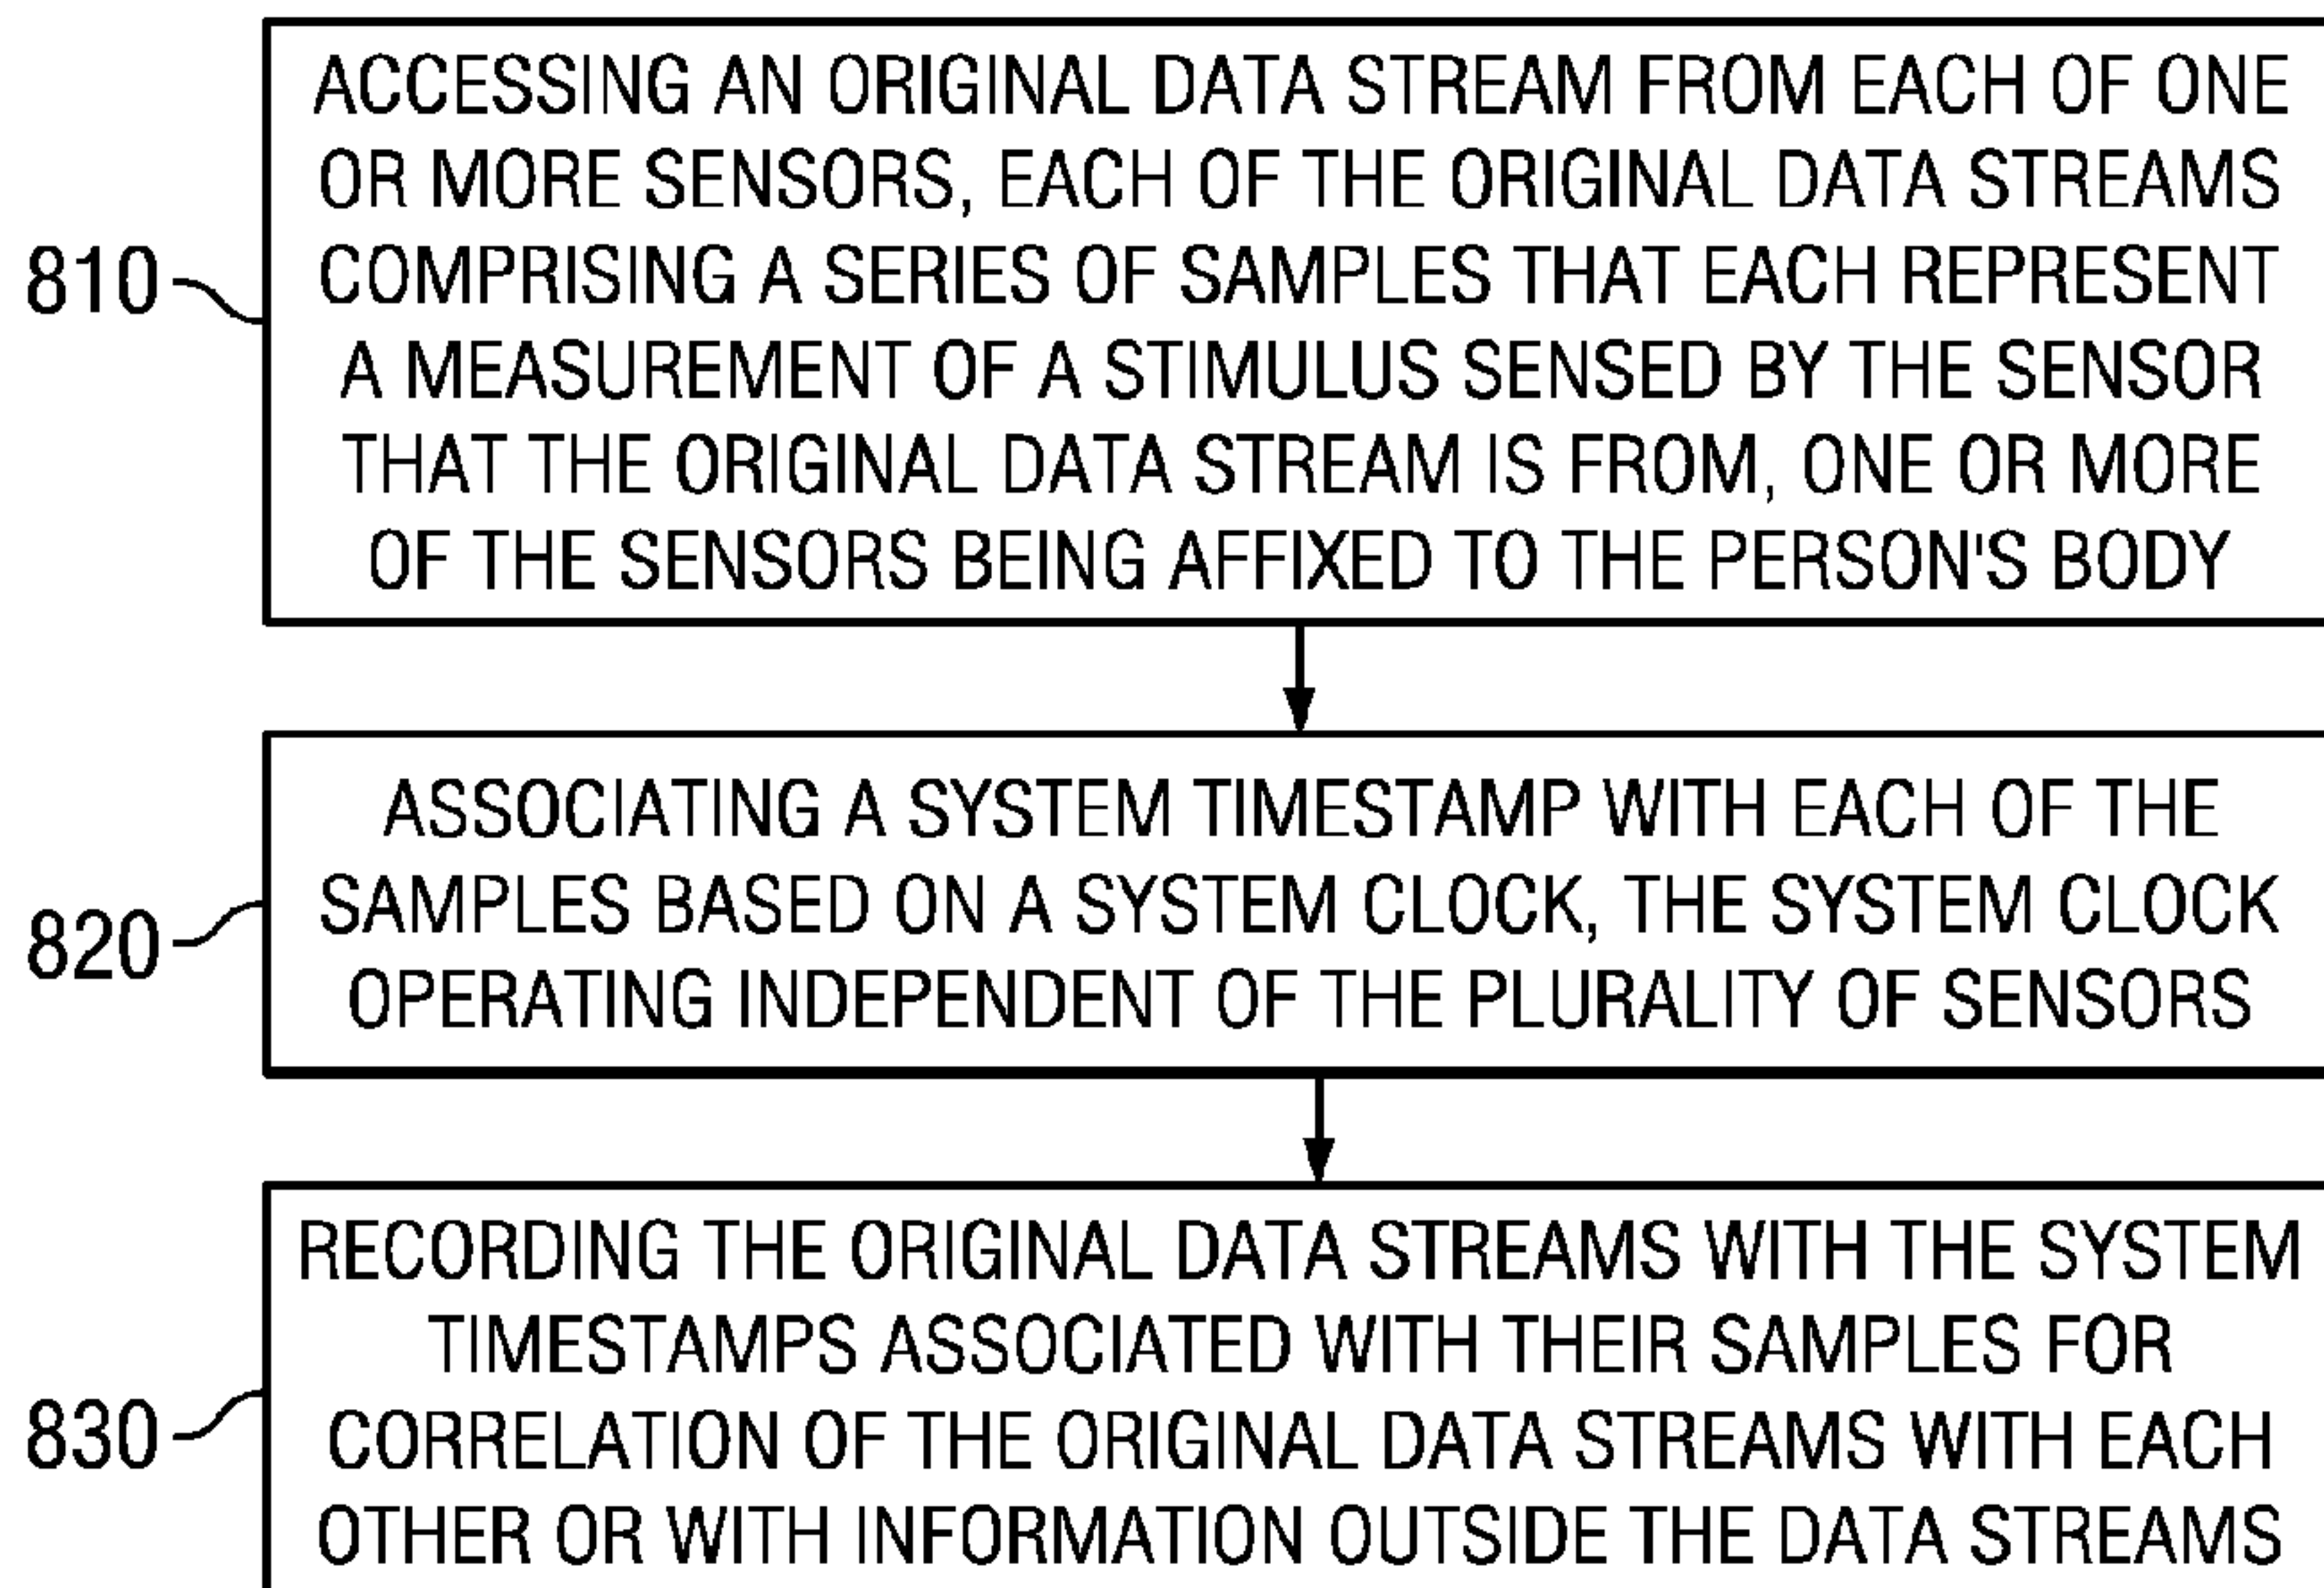 ACCESSING AN ORIGINAL DATA STREAM FROM EACH OF ONE
OR MORE SENSORS, EACH OF THE ORIGINAL DATA STREAMS
COMPRISING A SERIES OF SAMPLES THAT EACH REPRESENT
A MEASUREMENT OF A STIMULUS SENSED BY THE SENSOR
THAT THE ORIGINAL DATA STREAM IS FROM, ONE OR MORE
OF THE SENSORS BEING AFFIXED TO THE PERSON'S BODY
810
ASSOCIATING A SYSTEM TIMESTAMP WITH EACH OF THE
SAMPLES BASED ON A SYSTEM CLOCK, THE SYSTEM CLOCK
OPERATING INDEPENDENT OF THE PLURALITY OF SENSORS
820
RECORDING THE ORIGINAL DATA STREAMS WITH THE SYSTEM
TIMESTAMPS ASSOCIATED WITH THEIR SAMPLES FOR
CORRELATION OF THE ORIGINAL DATA STREAMS WITH EACH
OTHER OR WITH INFORMATION OUTSIDE THE DATA STREAMS
830